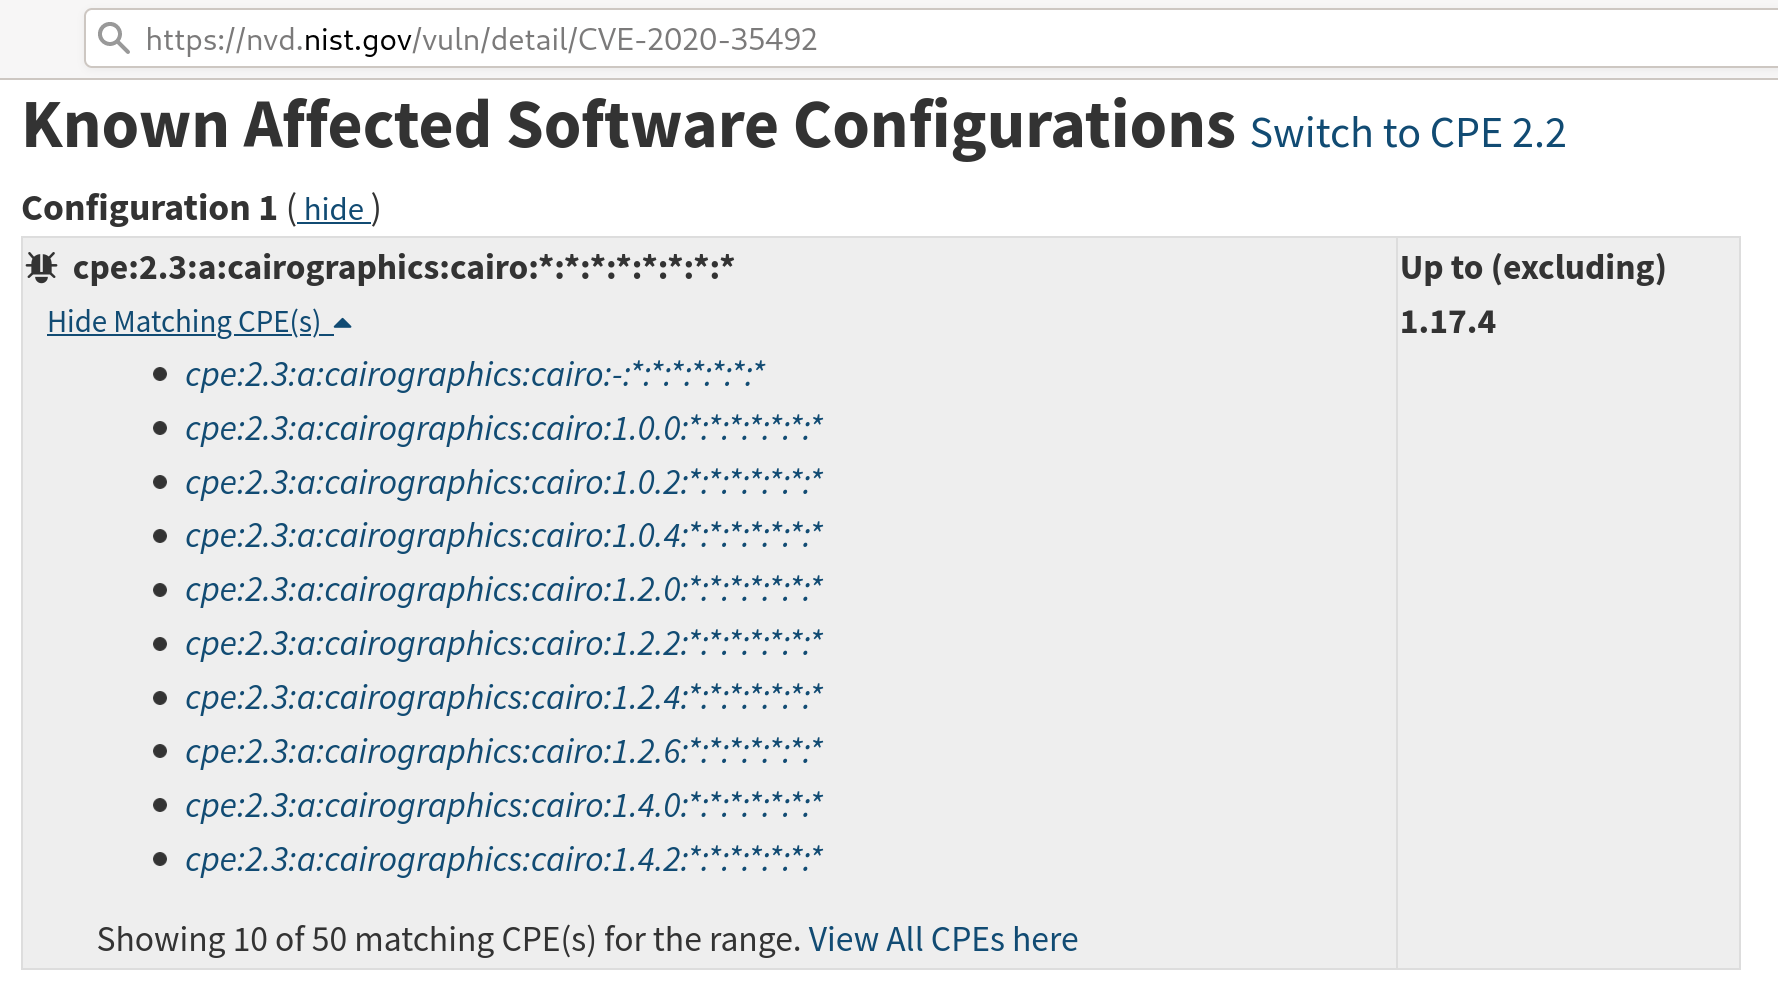 https://nvd.nist.gov/vuln/detail/CVE-2020-35492
Known Affected Software Configurations Switch to CPE 2.2
Configuration 1 ( hide )
cpe:2.3:a:cairographics:cairo:*:*:*:*:*:*:*:* Up to (excluding)
Hide Matching CPE(s) 1.17.4
cpe:2.3:a:cairographics:cairo:-:*:*:*:*:*:*:*
cpe:2.3:a:cairographics:cairo:1.0.0:*:*:*:*:*:*:*
cpe:2.3:a:cairographics:cairo:1.0.2:*:*:*:*:*:*:*
cpe:2.3:a:cairographics:cairo:1.0.4:*:*:*:*:*:*:*
cpe:2.3:a:cairographics:cairo:1.2.0:*:*:*:*:*:*:*
cpe:2.3:a:cairographics:cairo:1.2.2:*:*:*:*:*:*:*
cpe:2.3:a:cairographics:cairo:1.2.4:*:*:*:*:*:*:*
cpe:2.3:a:cairographics:cairo:1.2.6:*:*:*:*:*:*:*
cpe:2.3:a:cairographics:cairo:1.4.0:*:*:*:*:*:*:*
cpe:2.3:a:cairographics:cairo:1.4.2:*:*:*:*:*:*:*
Showing 10 of 50 matching CPE(s) for the range. View All CPEs here